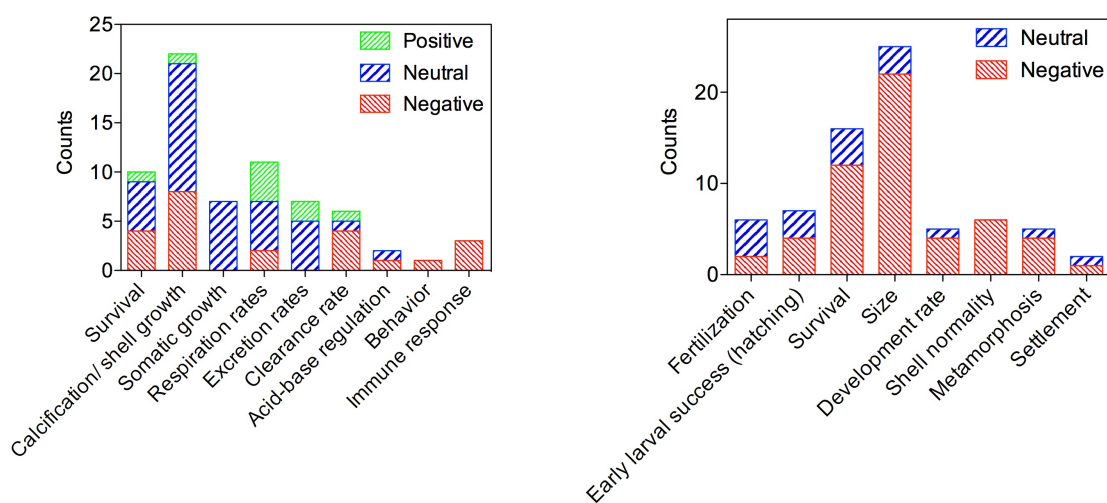 25
20
15
10
5
0
Counts
Positive
Neutral
Negative
Survival
Calcification/ shell growth
Somatic growth
Respiration rates
Excretion rates
Clearance rate
Acid-base regulation
Behavior
Immune response
20
10
0
Counts
Neutral
Negative
Fertilization
Early larval success (hatching)
Survival
Size
Development rate
Shell normality
Metamorphosis
Settlement